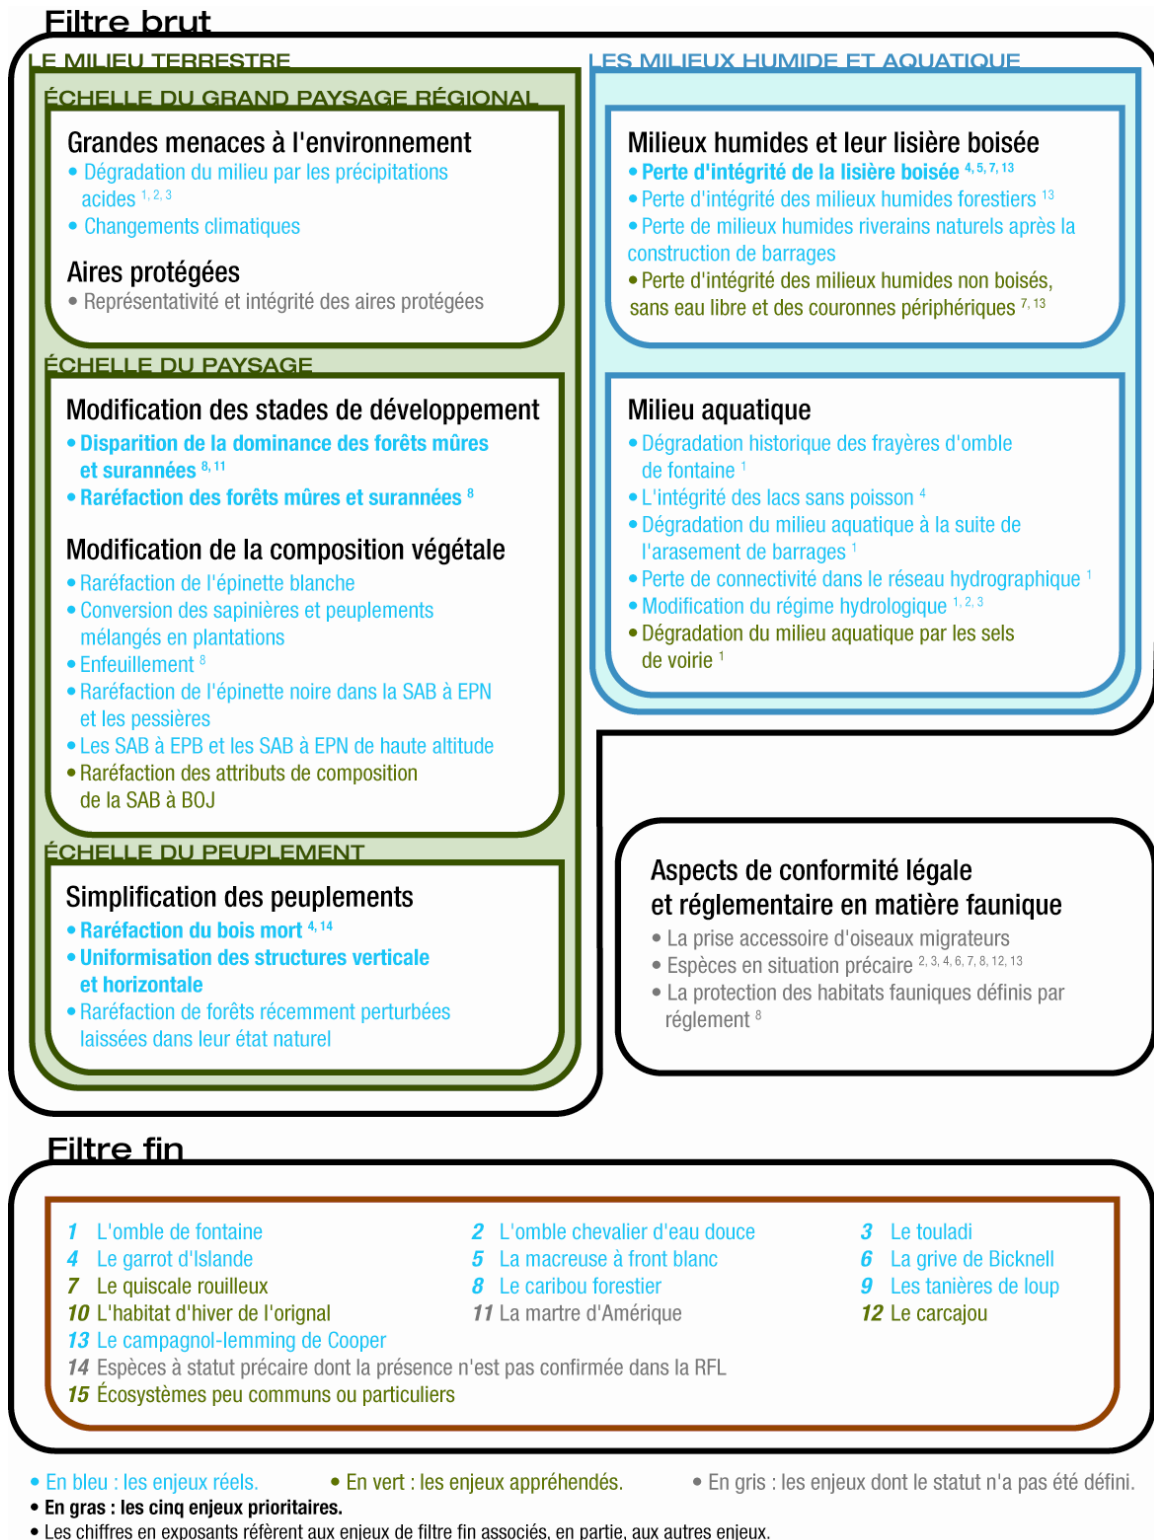 Filtre brut
LE MILIEU TERRESTRE
ÉCHELLE DU GRAND PAYSAGE RÉGIONAL
Grandes menaces à l'environnement
• Dégradation du milieu par les précipitations
acides 1, 2, 3
• Changements climatiques
Aires protégées
• Représentativité et intégrité des aires protégées
ÉCHELLE DU PAYSAGE
Modification des stades de développement
• Disparition de la dominance des forêts mûres
et surannées 8, 11
• Raréfaction des forêts mûres et surannées 8
Modification de la composition végétale
• Raréfaction de l'épinette blanche
• Conversion des sapinières et peuplements
mélangés en plantations
• Enfeuillement 8
• Raréfaction de l'épinette noire dans la SAB à EPN
et les pessières
• Les SAB à EPB et les SAB à EPN de haute altitude
• Raréfaction des attributs de composition
de la SAB à BOJ
ÉCHELLE DU PEUPLEMENT
Simplification des peuplements
• Raréfaction du bois mort 4, 14
• Uniformisation des structures verticale
et horizontale
• Raréfaction de forêts récemment perturbées
laissées dans leur état naturel
LES MILIEUX HUMIDE ET AQUATIQUE
Milieux humides et leur lisière boisée
• Perte d'intégrité de la lisière boisée 4, 5, 7, 13
• Perte d'intégrité des milieux humides forestiers 13
• Perte de milieux humides riverains naturels après la
construction de barrages
• Perte d'intégrité des milieux humides non boisés,
sans eau libre et des couronnes périphériques 7, 13
Milieu aquatique
• Dégradation historique des frayères d'omble
de fontaine 1
• L'intégrité des lacs sans poisson 4
• Dégradation du milieu aquatique à la suite de
l'arasement de barrages 1
• Perte de connectivité dans le réseau hydrographique 1
• Modification du régime hydrologique 1, 2, 3
• Dégradation du milieu aquatique par les sels
de voirie 1
Aspects de conformité légale
et réglementaire en matière faunique
• La prise accessoire d'oiseaux migrateurs
• Espèces en situation précaire 2, 3, 4, 6, 7, 8, 12, 13
• La protection des habitats fauniques définis par
réglement 8
Filtre fin
1 L'omble de fontaine
2 L'omble chevalier d'eau douce
3 Le touladi
4 Le garrot d'Islande
5 La macreuse à front blanc
6 La grive de Bicknell
7 Le quiscale rouilleux
8 Le caribou forestier
9 Les tanières de loup
10 L'habitat d'hiver de l'orignal
11 La martre d'Amérique
12 Le carcajou
13 Le campagnol-lemming de Cooper
14 Espèces à statut précaire dont la présence n'est pas confirmée dans la RFL
15 Écosystèmes peu communs ou particuliers
• En bleu : les enjeux réels.
• En vert : les enjeux appréhendés.
• En gris : les enjeux dont le statut n'a pas été défini.
• En gras : les cinq enjeux prioritaires.
• Les chiffres en exposants réfèrent aux enjeux de filtre fin associés, en partie, aux autres enjeux.